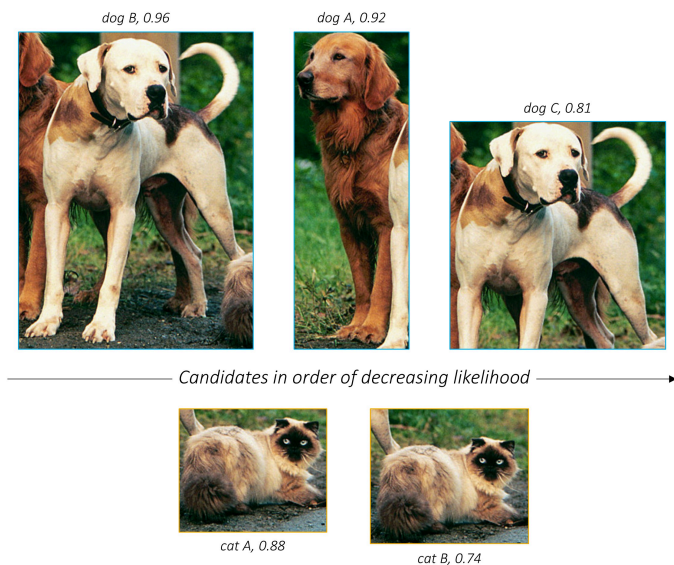 dog B, 0.96
dog A, 0.92
dog C, 0.81
Candidates in order of decreasing likelihood
cat A, 0.88
cat B, 0.74